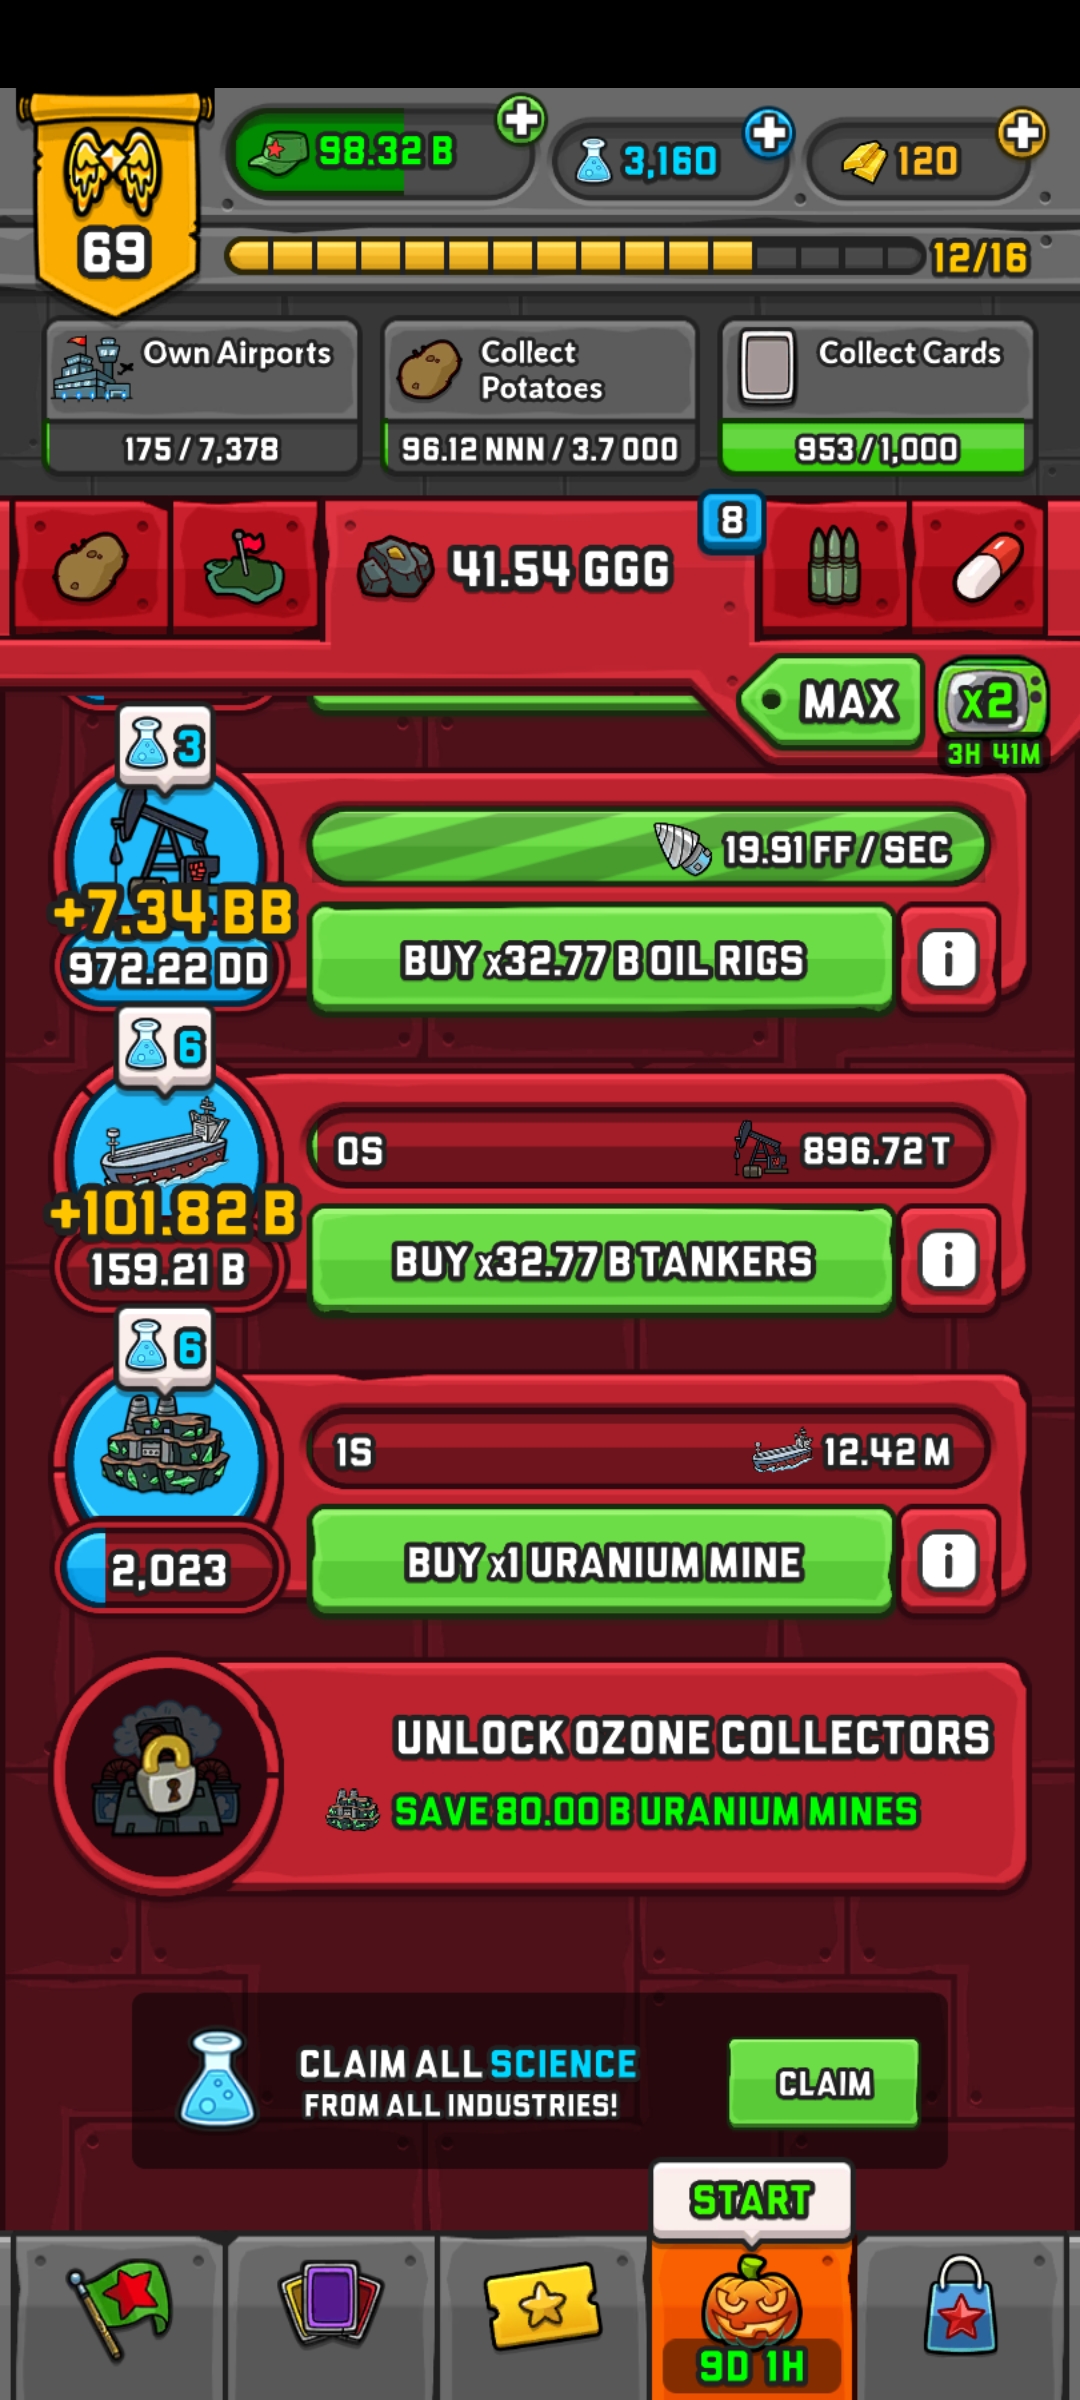 98.32 B
3,160
120
69
12/16
Own Airports
175 / 7,378
Collect
Potatoes
96.12 NNN / 3.7 OOO
Collect Cards
953 / 1,000
41.54 GGG
8
MAX
x2
3H 41M
3
19.91 FF / SEC
+7.34 BB
972.22 DD
BUY x32.77 B OIL RIGS
i
6
0S
896.72 T
+101.82 B
159.21 B
BUY x32.77 B TANKERS
i
6
1S
12.42 M
2,023
BUY x1 URANIUM MINE
i
UNLOCK OZONE COLLECTORS
SAVE 80.00 B URANIUM MINES
CLAIM ALL SCIENCE
FROM ALL INDUSTRIES!
CLAIM
START
9D 1H